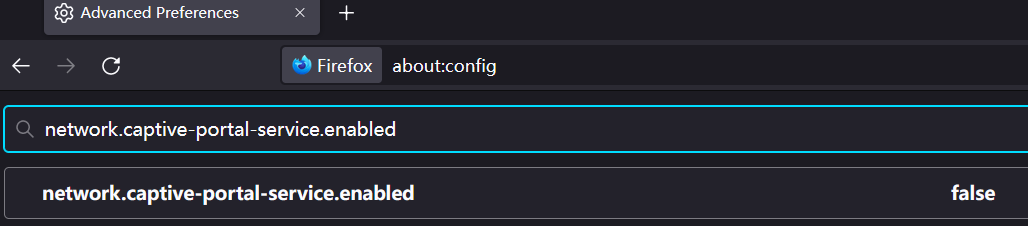 Advanced Preferences
Firefox about:config
network.captive-portal-service.enabled
network.captive-portal-service.enabled false